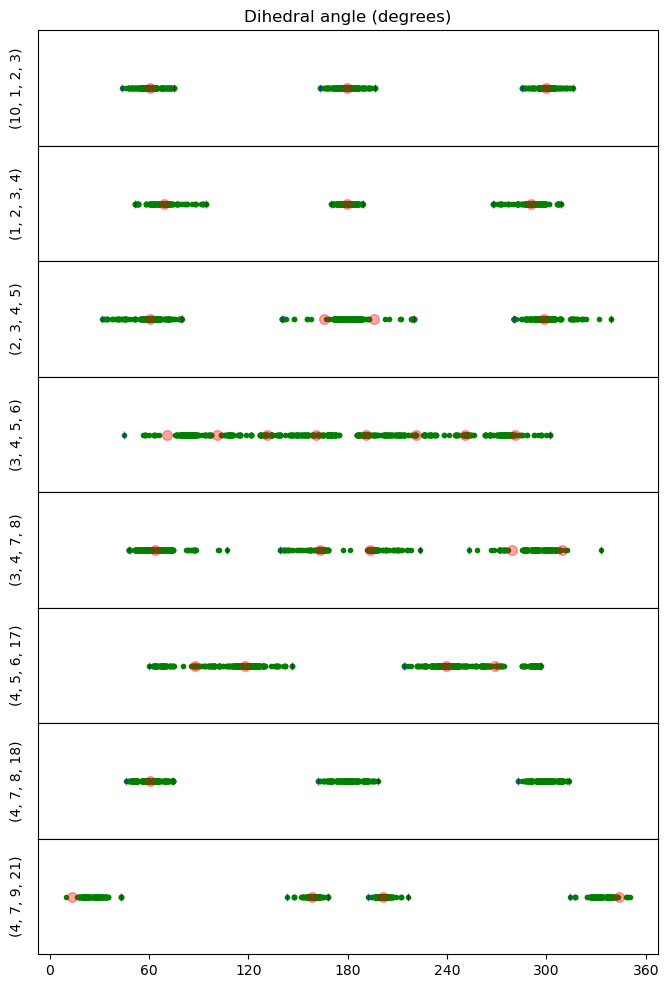 Dihedral angle (degrees)
(10, 1, 2, 3)
(1, 2, 3, 4)
(2, 3, 4, 5)
(3, 4, 5, 6)
(3, 4, 7, 8)
(4, 5, 6, 17)
(4, 7, 8, 18)
(4, 7, 9, 21)
0 60 120 180 240 300 360